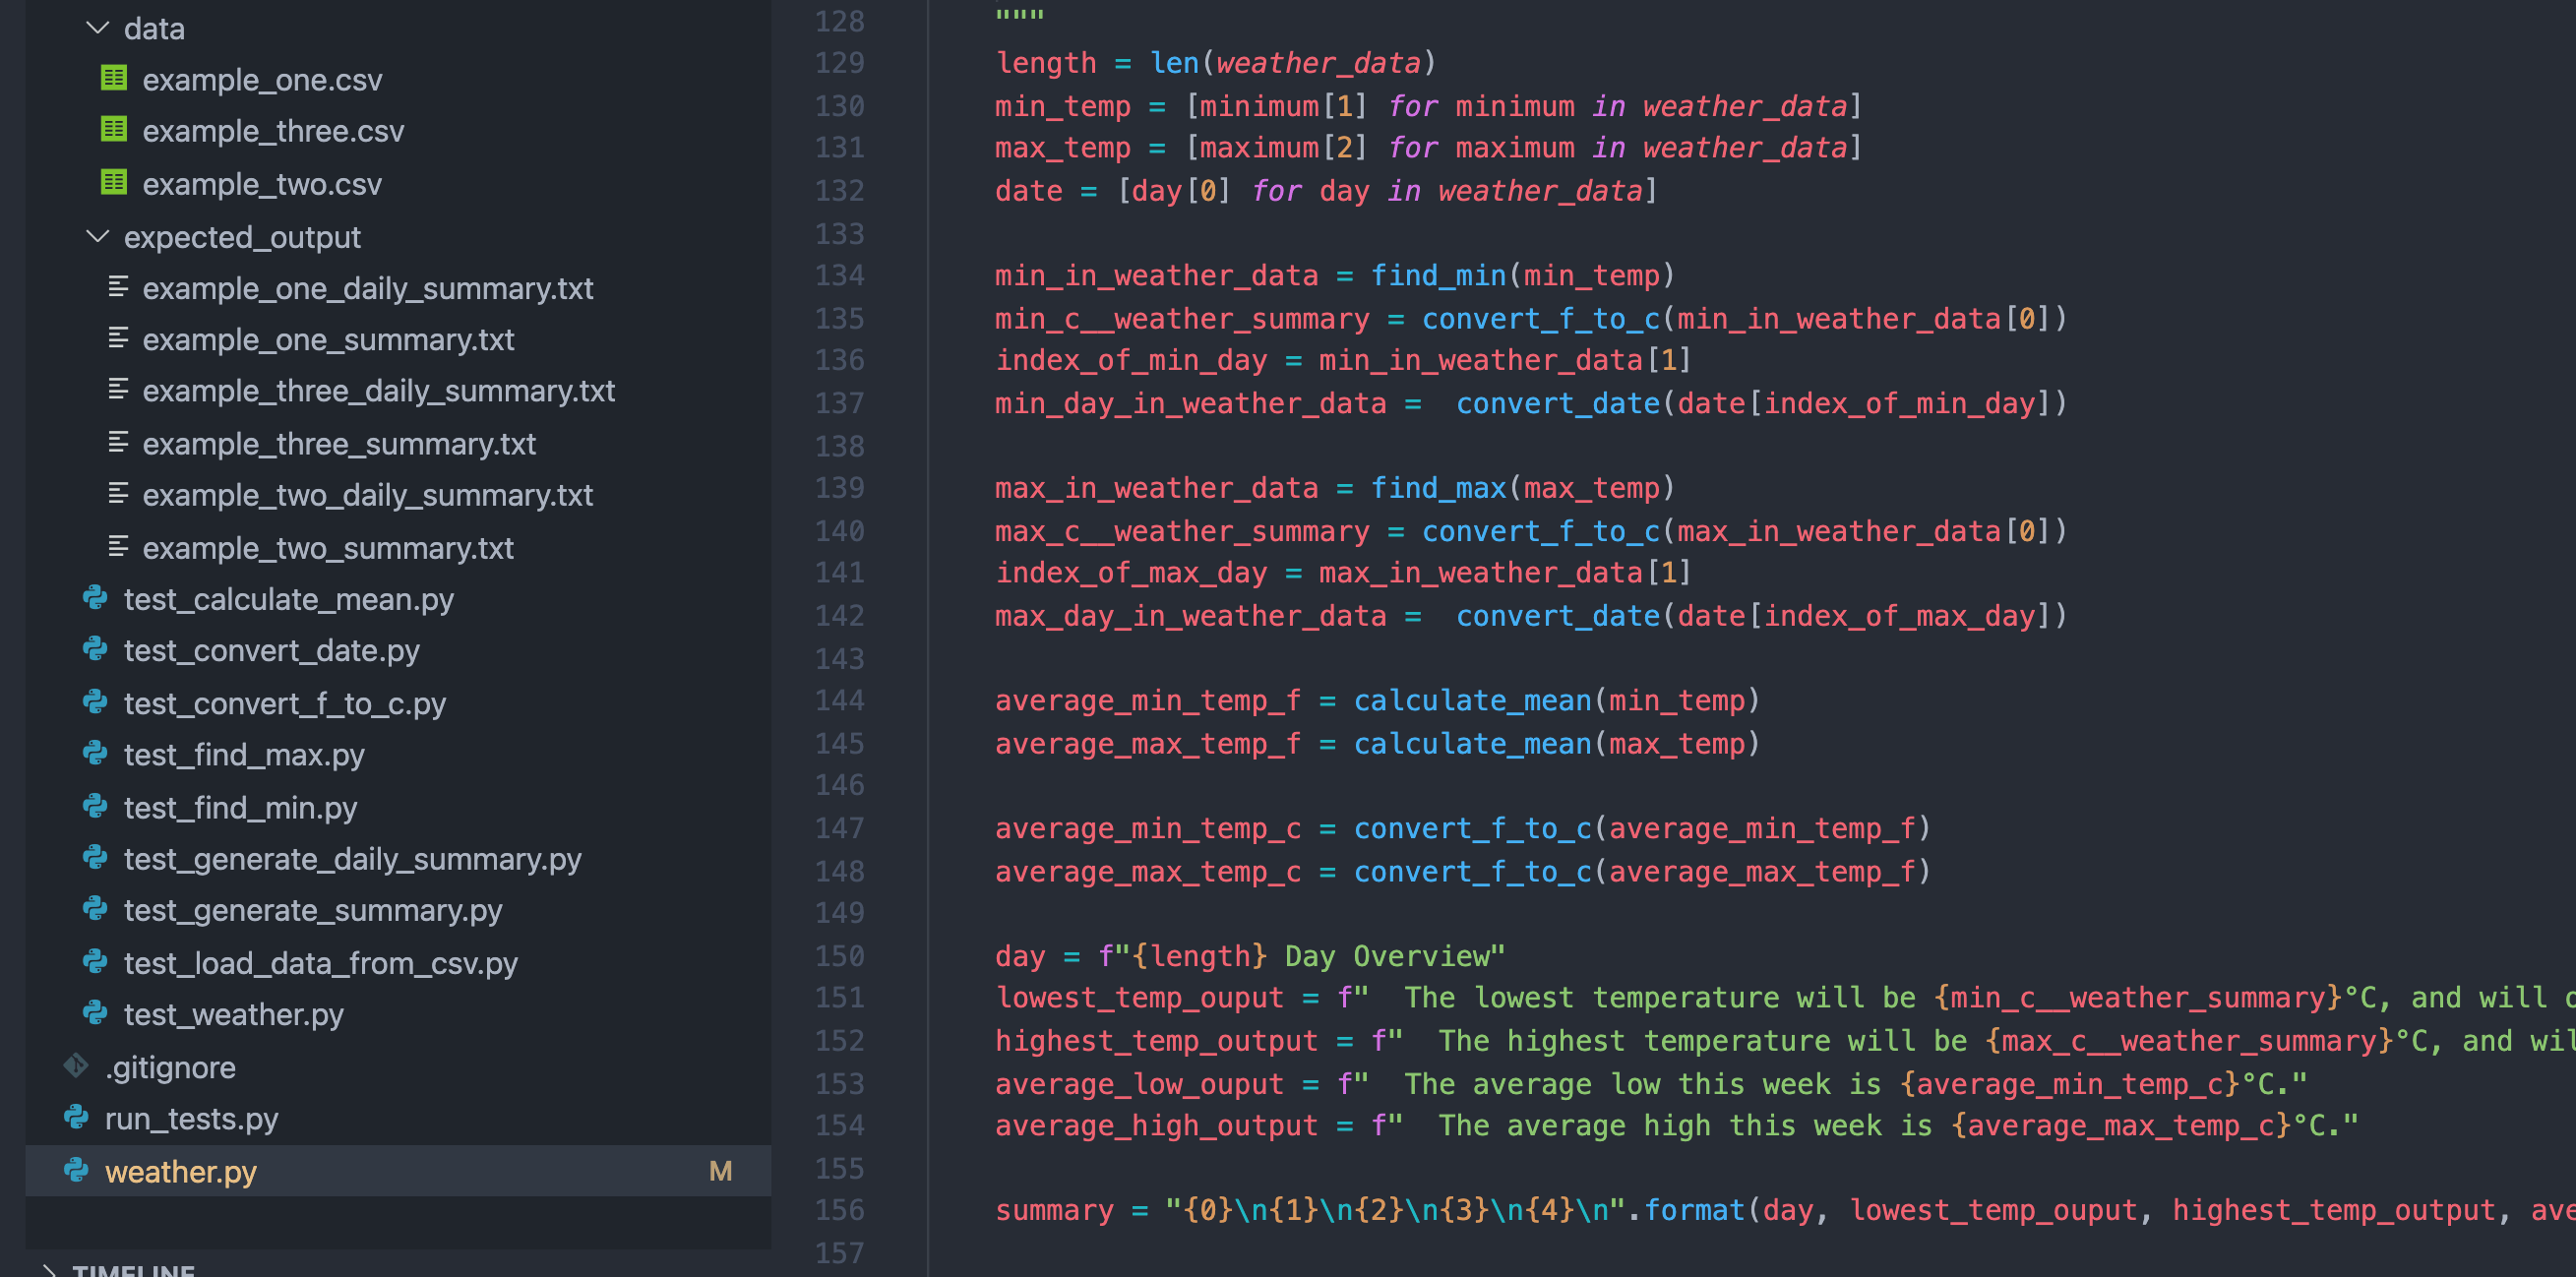 data
example_one.csv
example_three.csv
example_two.csv
expected_output
example_one_daily_summary.txt
example_one_summary.txt
example_three_daily_summary.txt
example_three_summary.txt
example_two_daily_summary.txt
example_two_summary.txt
test_calculate_mean.py
test_convert_date.py
test_convert_f_to_c.py
test_find_max.py
test_find_min.py
test_generate_daily_summary.py
test_generate_summary.py
test_load_data_from_csv.py
test_weather.py
.gitignore
run_tests.py
weather.py M
TIMELINE
128 """
129 length = len(weather_data)
130 min_temp = [minimum[1] for minimum in weather_data]
131 max_temp = [maximum[2] for maximum in weather_data]
132 date = [day[0] for day in weather_data]
133
134 min_in_weather_data = find_min(min_temp)
135 min_c__weather_summary = convert_f_to_c(min_in_weather_data[0])
136 index_of_min_day = min_in_weather_data[1]
137 min_day_in_weather_data =  convert_date(date[index_of_min_day])
138
139 max_in_weather_data = find_max(max_temp)
140 max_c__weather_summary = convert_f_to_c(max_in_weather_data[0])
141 index_of_max_day = max_in_weather_data[1]
142 max_day_in_weather_data =  convert_date(date[index_of_max_day])
143
144 average_min_temp_f = calculate_mean(min_temp)
145 average_max_temp_f = calculate_mean(max_temp)
146
147 average_min_temp_c = convert_f_to_c(average_min_temp_f)
148 average_max_temp_c = convert_f_to_c(average_max_temp_f)
149
150 day = f"{length} Day Overview"
151 lowest_temp_ouput = f"  The lowest temperature will be {min_c__weather_summary}°C, and will
152 highest_temp_output = f"  The highest temperature will be {max_c__weather_summary}°C, and wil
153 average_low_ouput = f"  The average low this week is {average_min_temp_c}°C."
154 average_high_output = f"  The average high this week is {average_max_temp_c}°C."
155
156 summary = "{0}\n{1}\n{2}\n{3}\n{4}\n".format(day, lowest_temp_ouput, highest_temp_output, ave
157